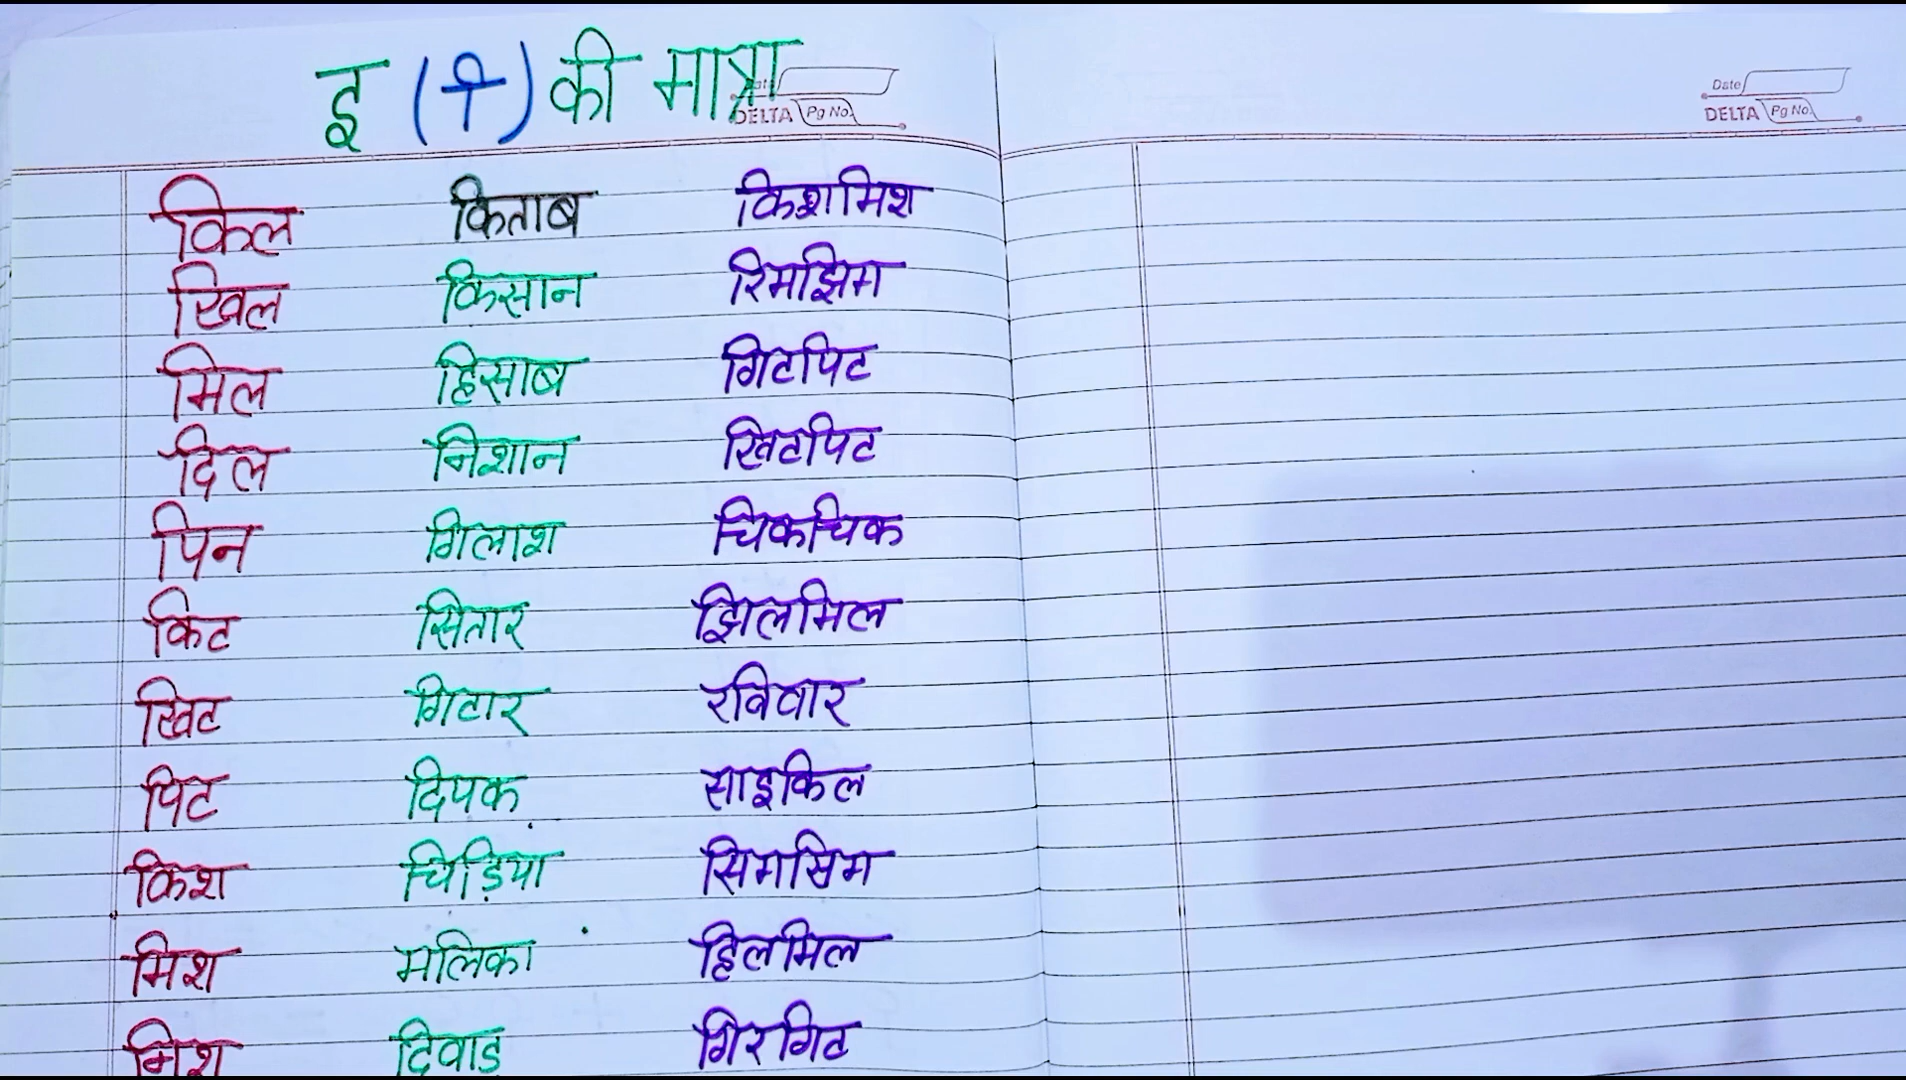 इ (ि) की मात्रा
Date
DELTA Pg No.
Date
DELTA Pg No.
किल किताब किशमिश
खिल किसान रिमझिम
मिल हिसाब गिटपिट
दिल निशान खिटपिट
पिन गिलाश चिकचिक
किट सितार झिलमिल
खिट गिटार रविवार
पिट दिपक साइकिल
किश चिड़िया सिमसिम
मिश मलिका हिलमिल
गिरगिट